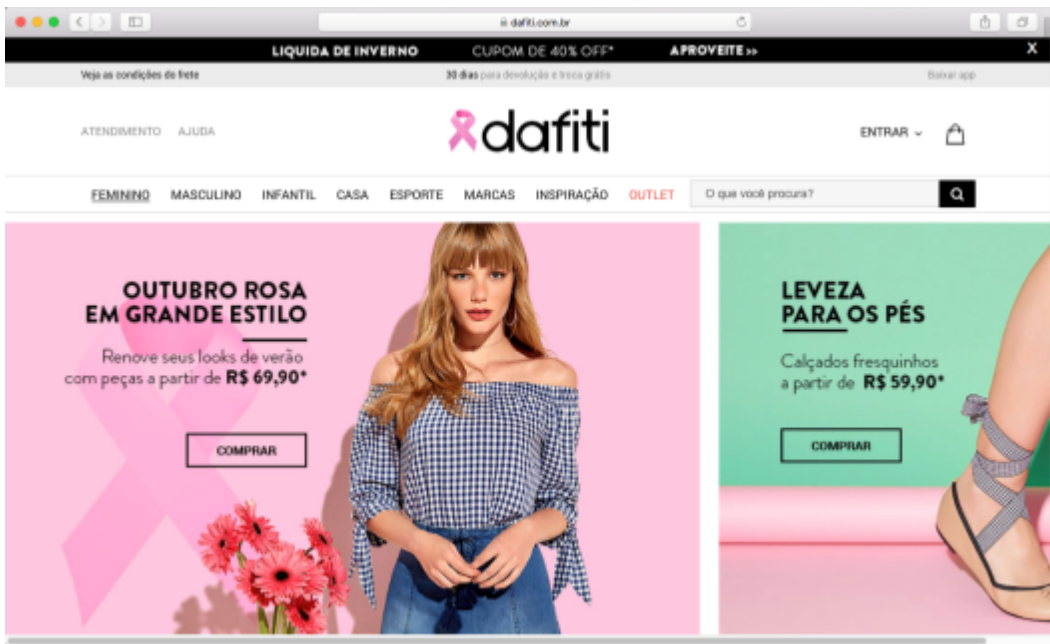 dafiti.com.br
LIQUIDA DE INVERNO CUPOM DE 40% OFF* APROVEITE >> X
Veja as condições do frete 30 dias para devolução e troca grátis Baixar app
ATENDIMENTO AJUDA dafiti ENTRAR
FEMININO MASCULINO INFANTIL CASA ESPORTE MARCAS INSPIRAÇÃO OUTLET O que você procura?
OUTUBRO ROSA
EM GRANDE ESTILO
Renove seus looks de verão
com peças a partir de R$ 69,90*
COMPRAR
LEVEZA
PARA OS PÉS
Calçados fresquinhos
a partir de R$ 59,90*
COMPRAR